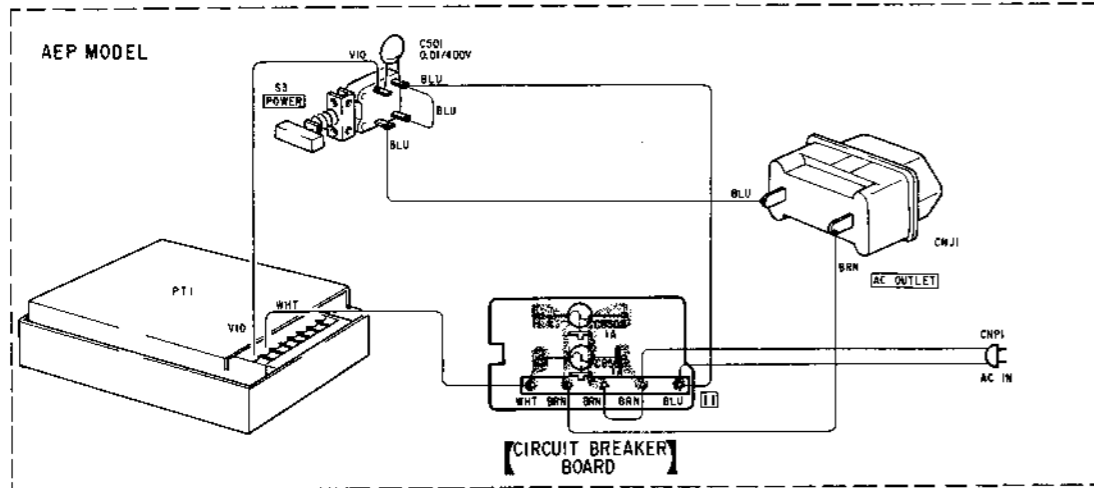 AEP MODEL
C501
0.01/400V
VIO
BLU
S3
POWER
BLU
BLU
BLU
CNJ1
BRN
AC OUTLET
PT1
WHT
VIO
1A
CNP1
AC IN
WHT BRN BRN BRN BLU
11
CIRCUIT BREAKER
BOARD